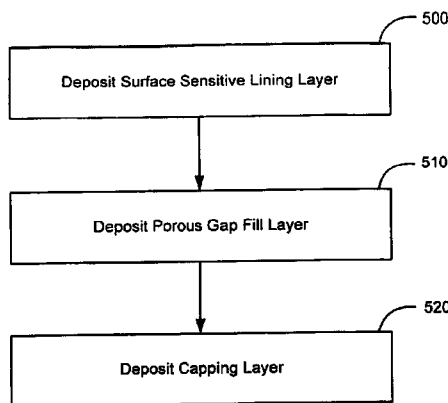 500
Deposit Surface Sensitive Lining Layer
510
Deposit Porous Gap Fill Layer
520
Deposit Capping Layer